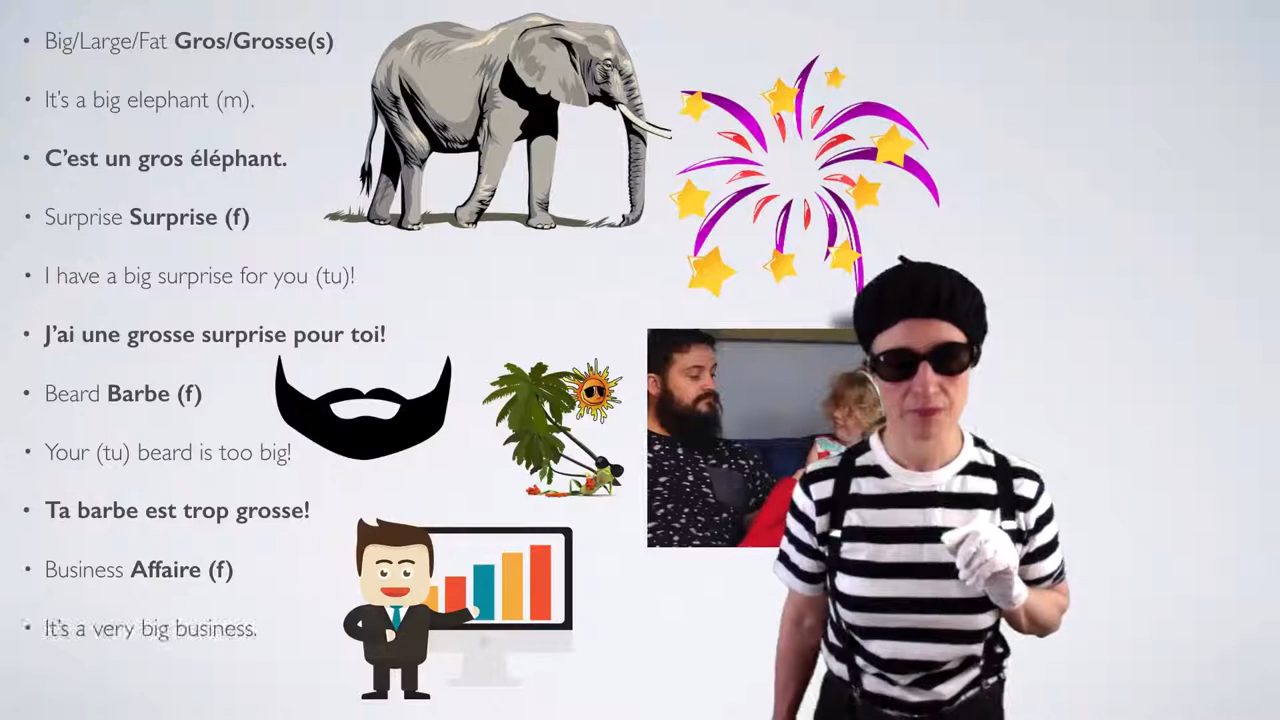 Big/Large/Fat Gros/Grosse(s)
It's a big elephant (m).
C'est un gros éléphant.
Surprise Surprise (f)
I have a big surprise for you (tu)!
J'ai une grosse surprise pour toi!
Beard Barbe (f)
Your (tu) beard is too big!
Ta barbe est trop grosse!
Business Affaire (f)
It's a very big business.